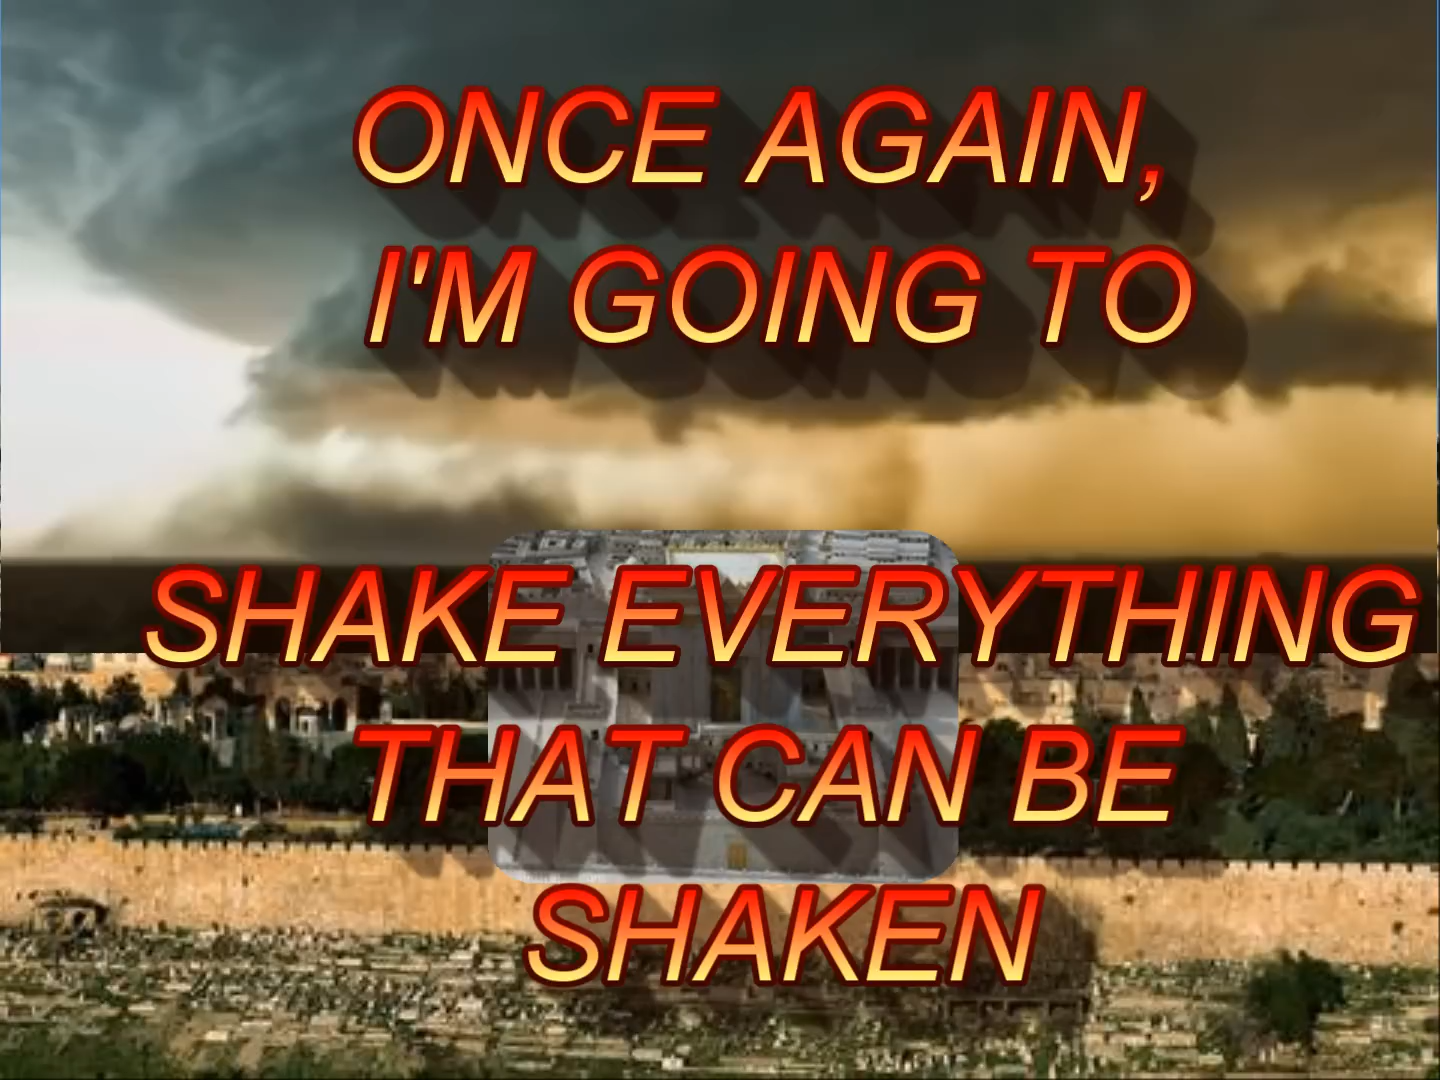 ONCE AGAIN,
I'M GOING TO
SHAKE EVERYTHING
THAT CAN BE
SHAKEN